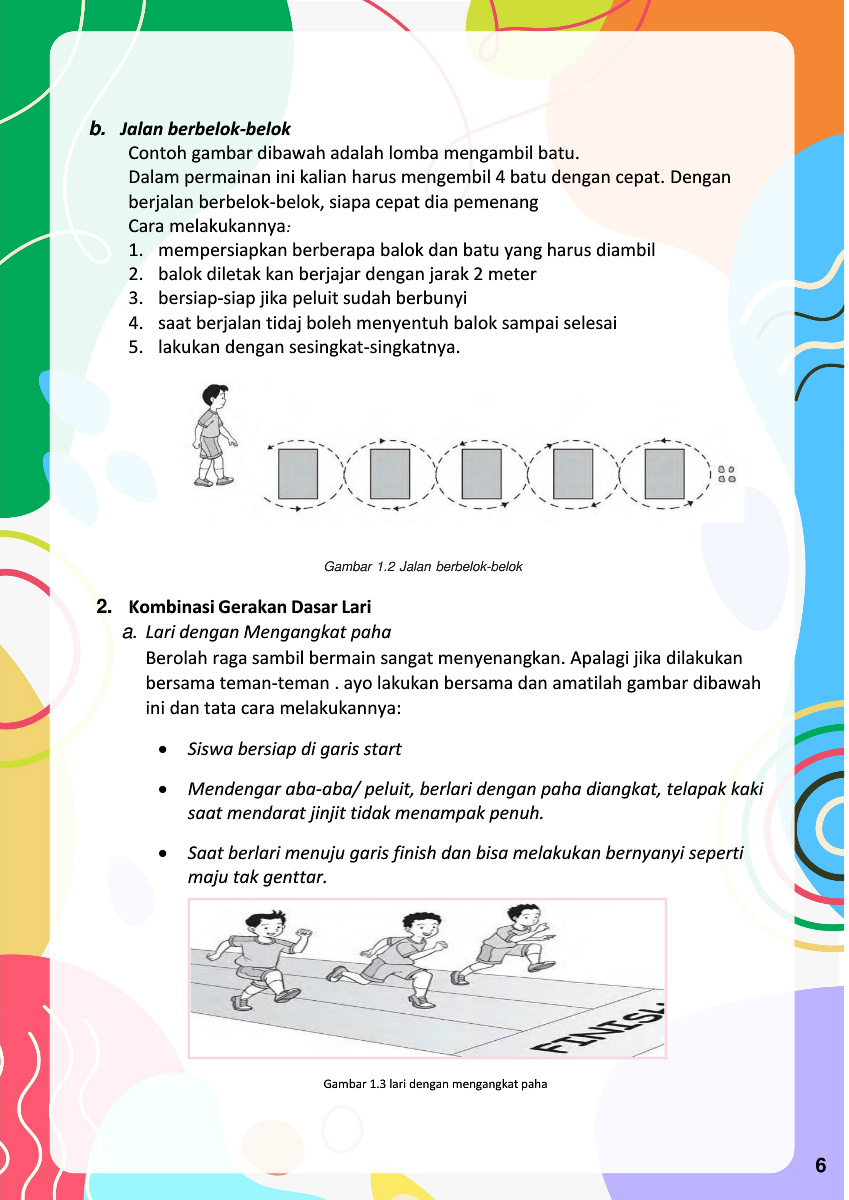 b. Jalan berbelok-belok
Contoh gambar dibawah adalah lomba mengambil batu.
Dalam permainan ini kalian harus mengembil 4 batu dengan cepat. Dengan
berjalan berbelok-belok, siapa cepat dia pemenang
Cara melakukannya:
1. mempersiapkan berberapa balok dan batu yang harus diambil
2. balok diletak kan berjajar dengan jarak 2 meter
3. bersiap-siap jika peluit sudah berbunyi
4. saat berjalan tidaj boleh menyentuh balok sampai selesai
5. lakukan dengan sesingkat-singkatnya.
Gambar 1.2 Jalan berbelok-belok
2. Kombinasi Gerakan Dasar Lari
a. Lari dengan Mengangkat paha
Berolah raga sambil bermain sangat menyenangkan. Apalagi jika dilakukan
bersama teman-teman . ayo lakukan bersama dan amatilah gambar dibawah
ini dan tata cara melakukannya:
• Siswa bersiap di garis start
• Mendengar aba-aba/ peluit, berlari dengan paha diangkat, telapak kaki
saat mendarat jinjit tidak menampak penuh.
• Saat berlari menuju garis finish dan bisa melakukan bernyanyi seperti
maju tak genttar.
FINISH
Gambar 1.3 lari dengan mengangkat paha
6